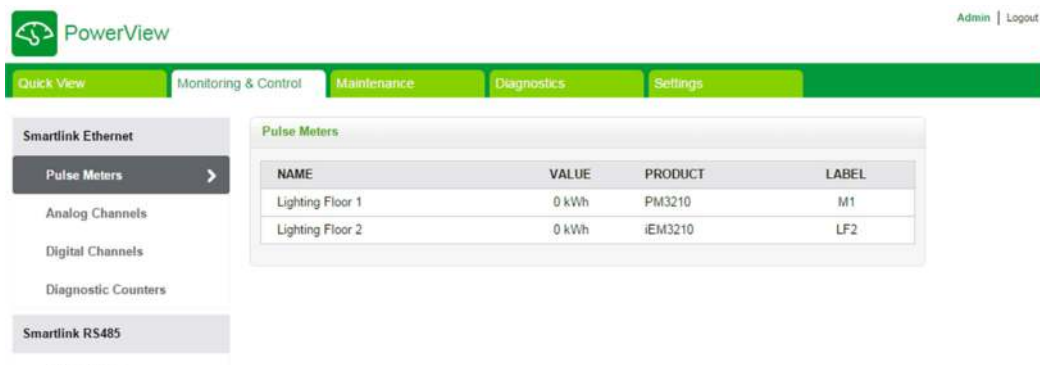 PowerView
Admin | Logout
Quick View Monitoring & Control Maintenance Diagnostics Settings
Smartlink Ethernet
Pulse Meters
Analog Channels
Digital Channels
Diagnostic Counters
Smartlink RS485
Pulse Meters
NAME VALUE PRODUCT LABEL
Lighting Floor 1 0 kWh PM3210 M1
Lighting Floor 2 0 kWh iEM3210 LF2